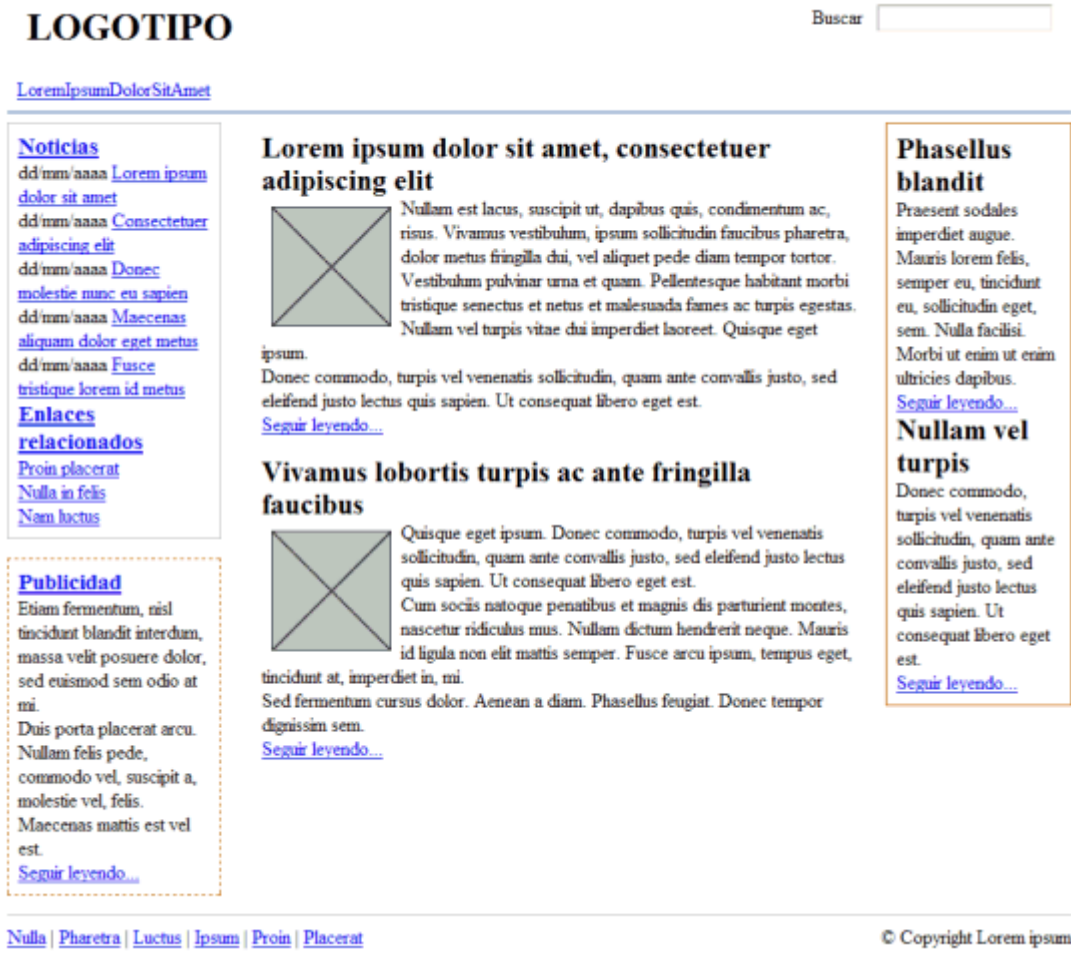 LOGOTIPO
Buscar
LoremIpsumDolorSitAmet
Noticias
dd/mm/aaaa Lorem ipsum
dolor sit amet
dd/mm/aaaa Consectetuer
adipiscing elit
dd/mm/aaaa Donec
molestie nunc eu sapien
dd/mm/aaaa Maecenas
aliquam dolor eget metus
dd/mm/aaaa Fusce
tristique lorem id metus
Enlaces
relacionados
Proin placerat
Nulla in felis
Nam luctus
Publicidad
Etiam fermentum, nisl
tincidunt blandit interdum,
massa velit posuere dolor,
sed euismod sem odio at
mi.
Duis porta placerat arcu.
Nullam felis pede,
commodo vel, suscipit a,
molestie vel, felis.
Maecenas mattis est vel
est.
Seguir leyendo...
Lorem ipsum dolor sit amet, consectetuer
adipiscing elit
Nullam est lacus, suscipit ut, dapibus quis, condimentum ac,
risus. Vivamus vestibulum, ipsum sollicitudin faucibus pharetra,
dolor metus fringilla dui, vel aliquet pede diam tempor tortor.
Vestibulum pulvinar urna et quam. Pellentesque habitant morbi
tristique senectus et netus et malesuada fames ac turpis egestas.
Nullam vel turpis vitae dui imperdiet laoreet. Quisque eget
ipsum.
Donec commodo, turpis vel venenatis sollicitudin, quam ante convallis justo, sed
eleifend justo lectus quis sapien. Ut consequat libero eget est.
Seguir leyendo...
Vivamus lobortis turpis ac ante fringilla
faucibus
Quisque eget ipsum. Donec commodo, turpis vel venenatis
sollicitudin, quam ante convallis justo, sed eleifend justo lectus
quis sapien. Ut consequat libero eget est.
Cum sociis natoque penatibus et magnis dis parturient montes,
nascetur ridiculus mus. Nullam dictum hendrerit neque. Mauris
id ligula non elit mattis semper. Fusce arcu ipsum, tempus eget,
tincidunt at, imperdiet in, mi.
Sed fermentum cursus dolor. Aenean a diam. Phasellus feugiat. Donec tempor
dignissim sem.
Seguir leyendo...
Phasellus
blandit
Praesent sodales
imperdiet augue.
Mauris lorem felis,
semper eu, tincidunt
eu, sollicitudin eget,
sem. Nulla facilisi.
Morbi ut enim ut enim
ultricies dapibus.
Seguir leyendo...
Nullam vel
turpis
Donec commodo,
turpis vel venenatis
sollicitudin, quam ante
convallis justo, sed
eleifend justo lectus
quis sapien. Ut
consequat libero eget
est.
Seguir leyendo...
Nulla | Pharetra | Luctus | Ipsum | Proin | Placerat
© Copyright Lorem ipsum